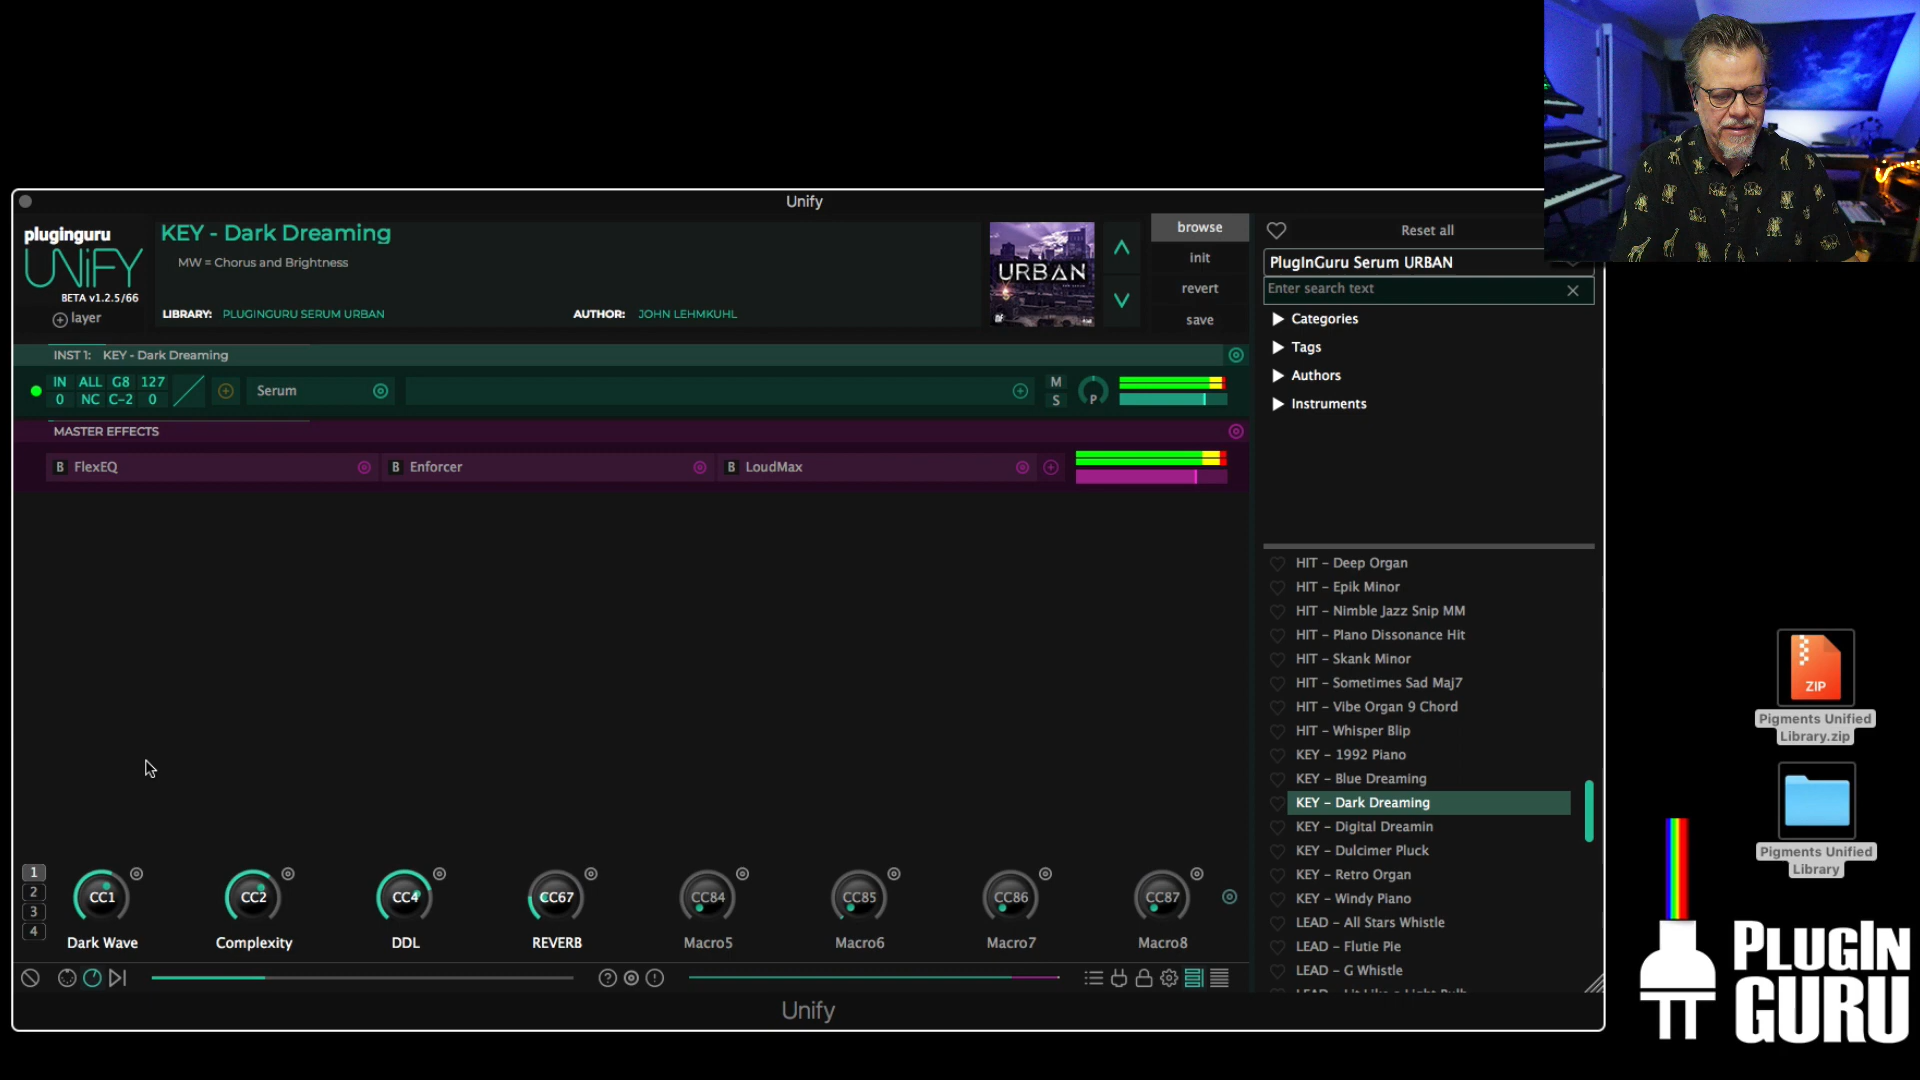 Unify
pluginguru
UNiFY
BETA v1.2.5/66
layer
KEY - Dark Dreaming
MW = Chorus and Brightness
LIBRARY: PLUGINGURU SERUM URBAN
AUTHOR: JOHN LEHMKUHL
URBAN
browse
init
revert
save
Reset all
PlugInGuru Serum URBAN
Enter search text
Categories
Tags
Authors
Instruments
INST 1: KEY - Dark Dreaming
IN ALL G8 127
0 NC C-2 0
Serum
M
S
P
MASTER EFFECTS
B FlexEQ
B Enforcer
B LoudMax
HIT - Deep Organ
HIT - Epik Minor
HIT - Nimble Jazz Snip MM
HIT - Piano Dissonance Hit
HIT - Skank Minor
HIT - Sometimes Sad Maj7
HIT - Vibe Organ 9 Chord
HIT - Whisper Blip
KEY - 1992 Piano
KEY - Blue Dreaming
KEY - Dark Dreaming
KEY - Digital Dreamin
KEY - Dulcimer Pluck
KEY - Retro Organ
KEY - Windy Piano
LEAD - All Stars Whistle
LEAD - Flutie Pie
LEAD - G Whistle
1
2
3
4
CC1
CC2
CC4
CC67
CC84
CC85
CC86
CC87
Dark Wave
Complexity
DDL
REVERB
Macro5
Macro6
Macro7
Macro8
Unify
ZIP
Pigments Unified
Library.zip
Pigments Unified
Library
PLUGIN
GURU